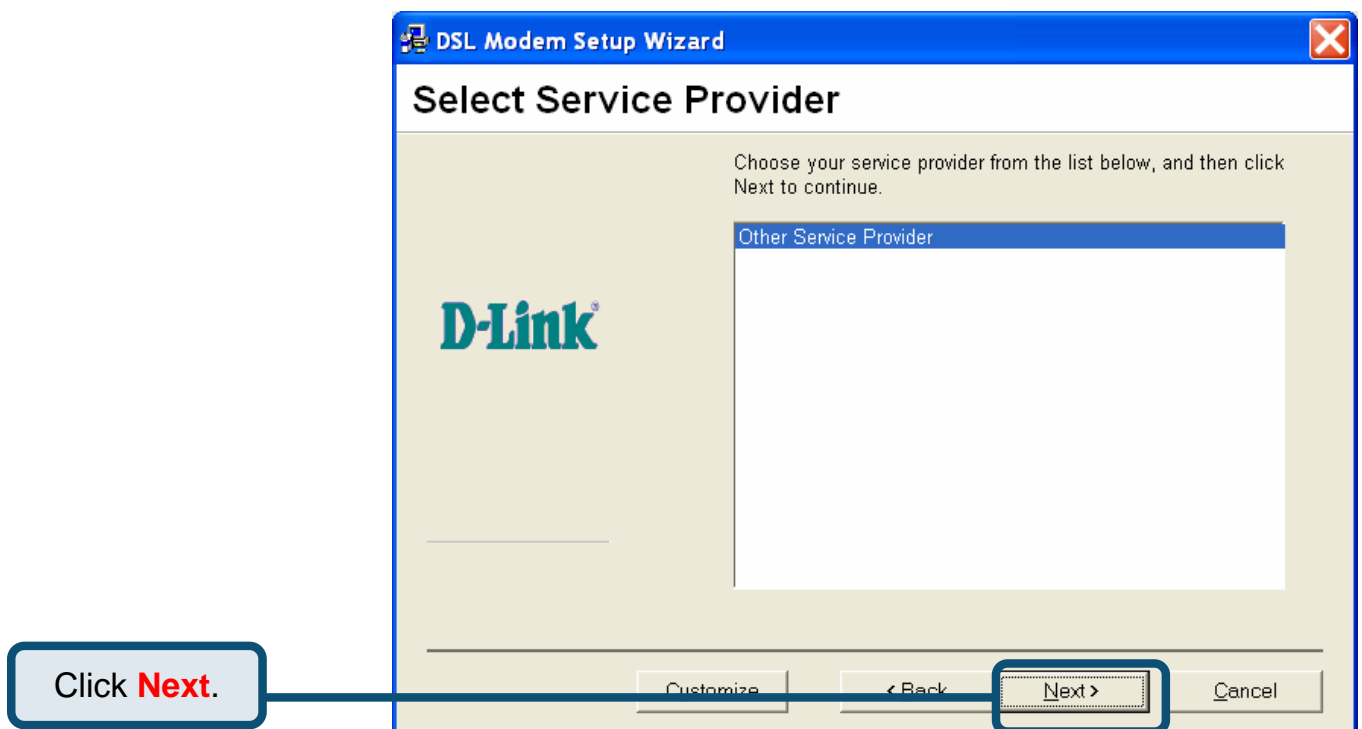 DSL Modem Setup Wizard
Select Service Provider
Choose your service provider from the list below, and then click
Next to continue.
Other Service Provider
D-Link®
Click Next.
Customize
< Back
Next >
Cancel